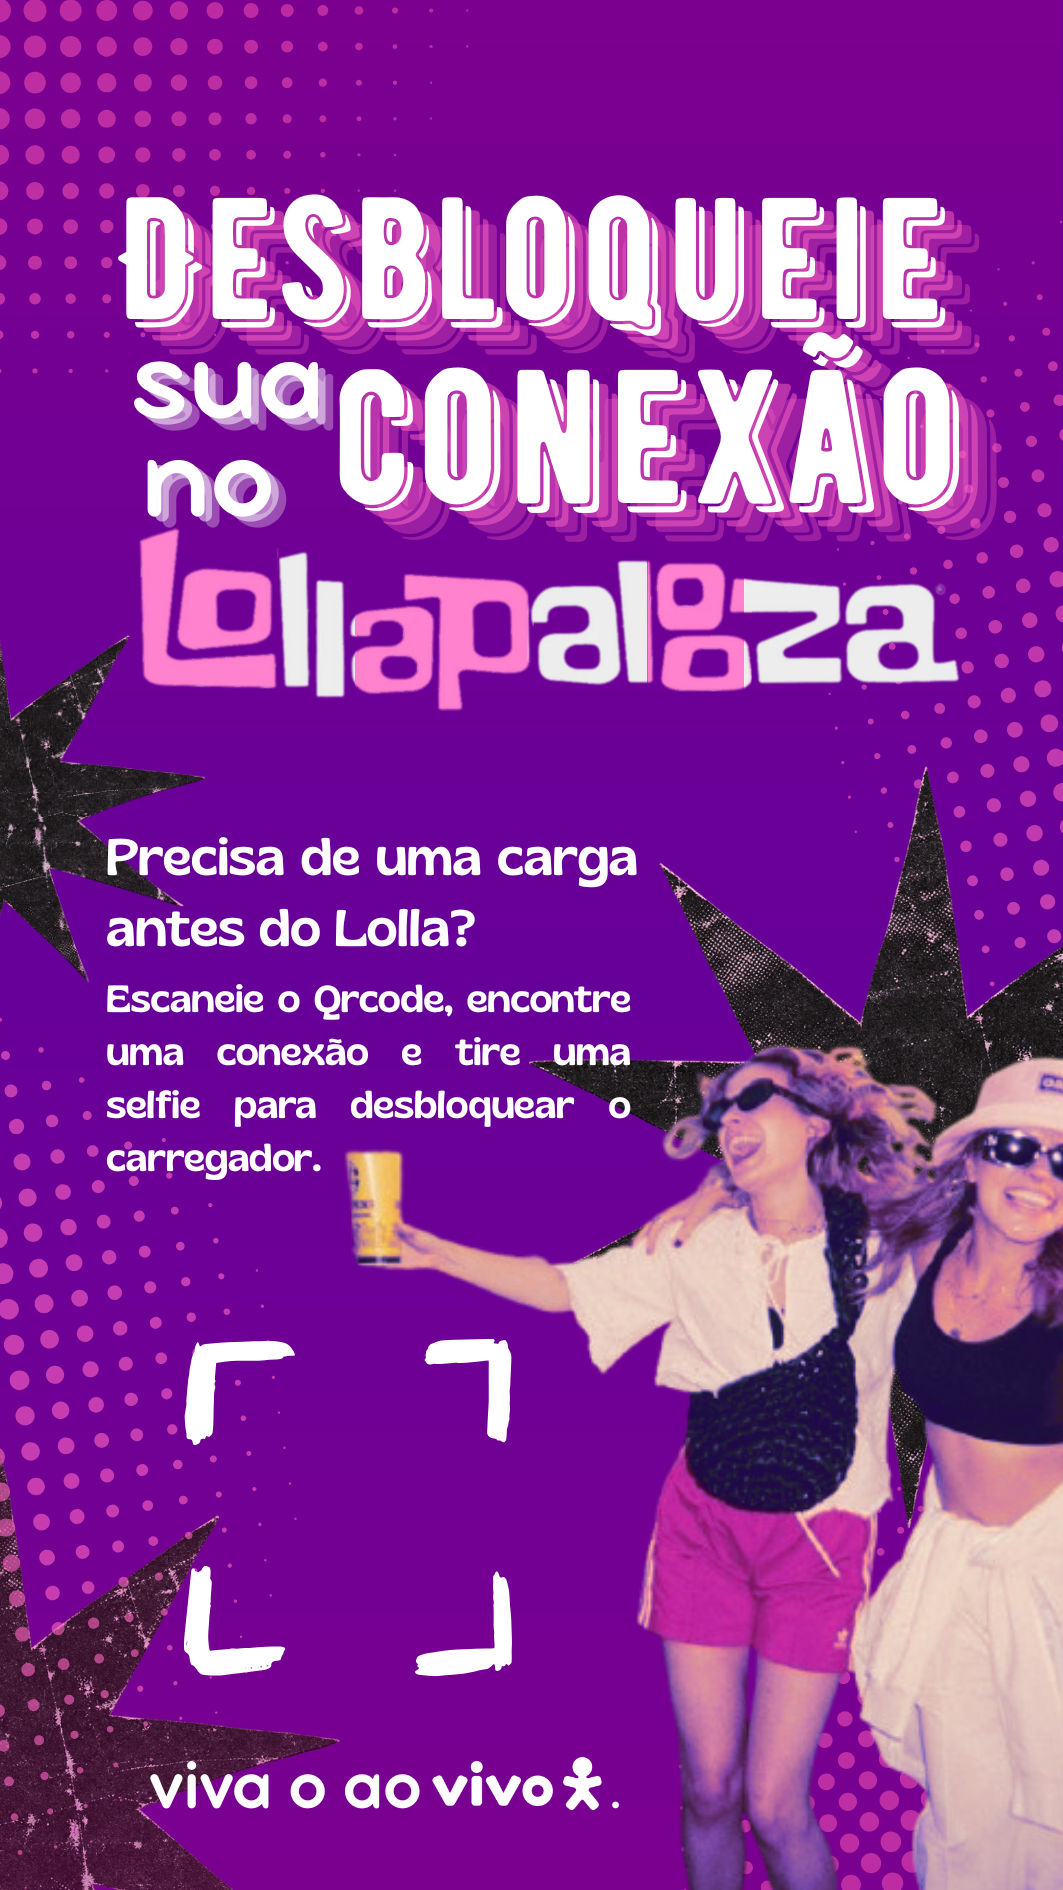 DESBLOQUEIE
sua CONEXÃO
no
Lollapalooza
Precisa de uma carga
antes do Lolla?
Escaneie o Qrcode, encontre
uma conexão e tire uma
selfie para desbloquear o
carregador.
viva o ao vivo.